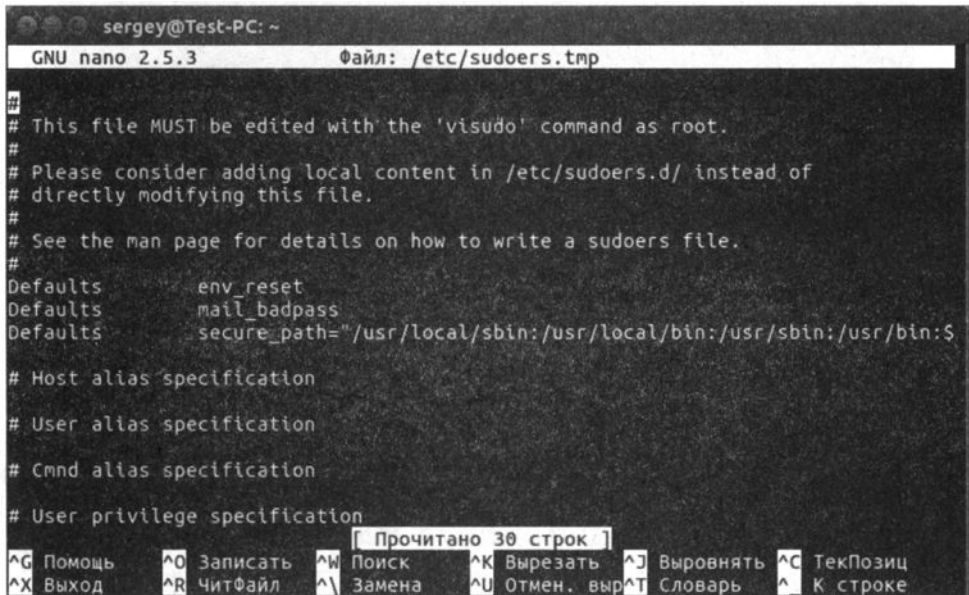 sergey@Test-PC: ~
GNU nano 2.5.3 Файл: /etc/sudoers.tmp
#
# This file MUST be edited with the 'visudo' command as root.
#
# Please consider adding local content in /etc/sudoers.d/ instead of
# directly modifying this file.
#
# See the man page for details on how to write a sudoers file.
#
Defaults env_reset
Defaults mail_badpass
Defaults secure_path="/usr/local/sbin:/usr/local/bin:/usr/sbin:/usr/bin:$
# Host alias specification
# User alias specification
# Cmnd alias specification
# User privilege specification
[ Прочитано 30 строк ]
^G Помощь ^O Записать ^W Поиск ^K Вырезать ^J Выровнять ^C ТекПозиц
^X Выход ^R ЧитФайл ^\ Замена ^U Отмен. выр ^T Словарь ^_ К строке